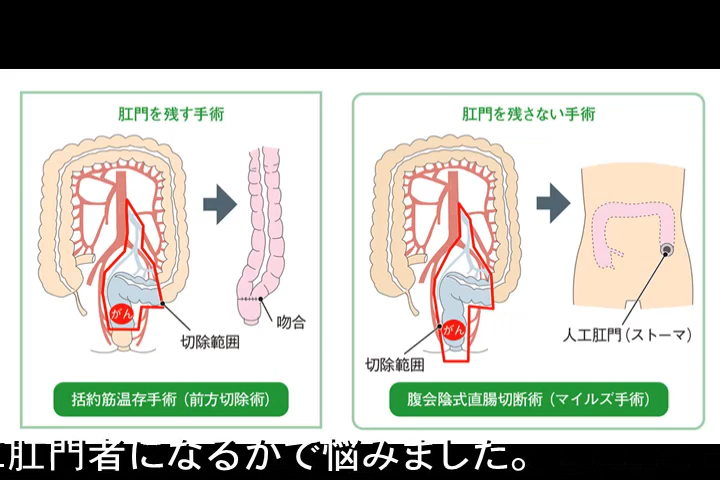 肛門を残す手術
がん
切除範囲
吻合
括約筋温存手術（前方切除術）
肛門を残さない手術
がん
切除範囲
人工肛門（ストーマ）
腹会陰式直腸切断術（マイルズ手術）
肛門者になるかで悩みました。